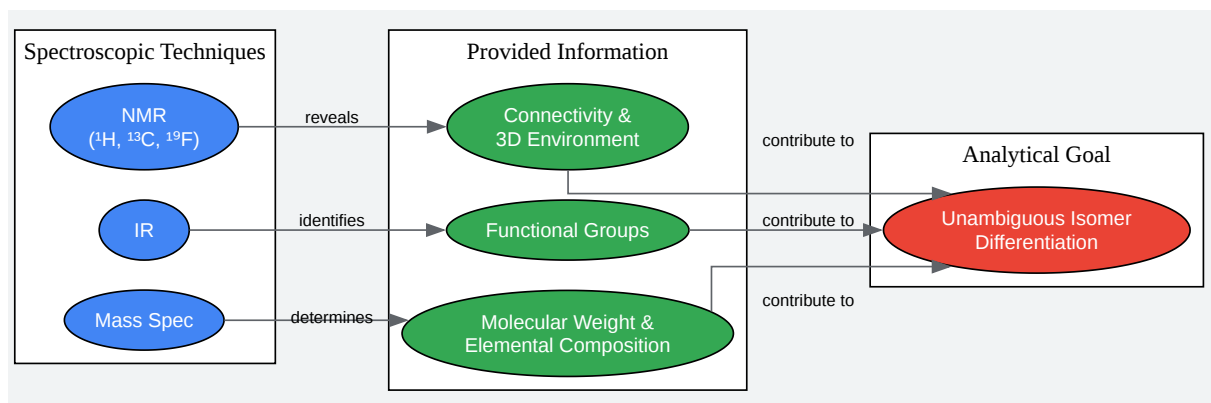 Spectroscopic Techniques
NMR
(¹H, ¹³C, ¹⁹F)
IR
Mass Spec
reveals
identifies
determines
Provided Information
Connectivity &
3D Environment
Functional Groups
Molecular Weight &
Elemental Composition
contribute to
contribute to
contribute to
Analytical Goal
Unambiguous Isomer
Differentiation